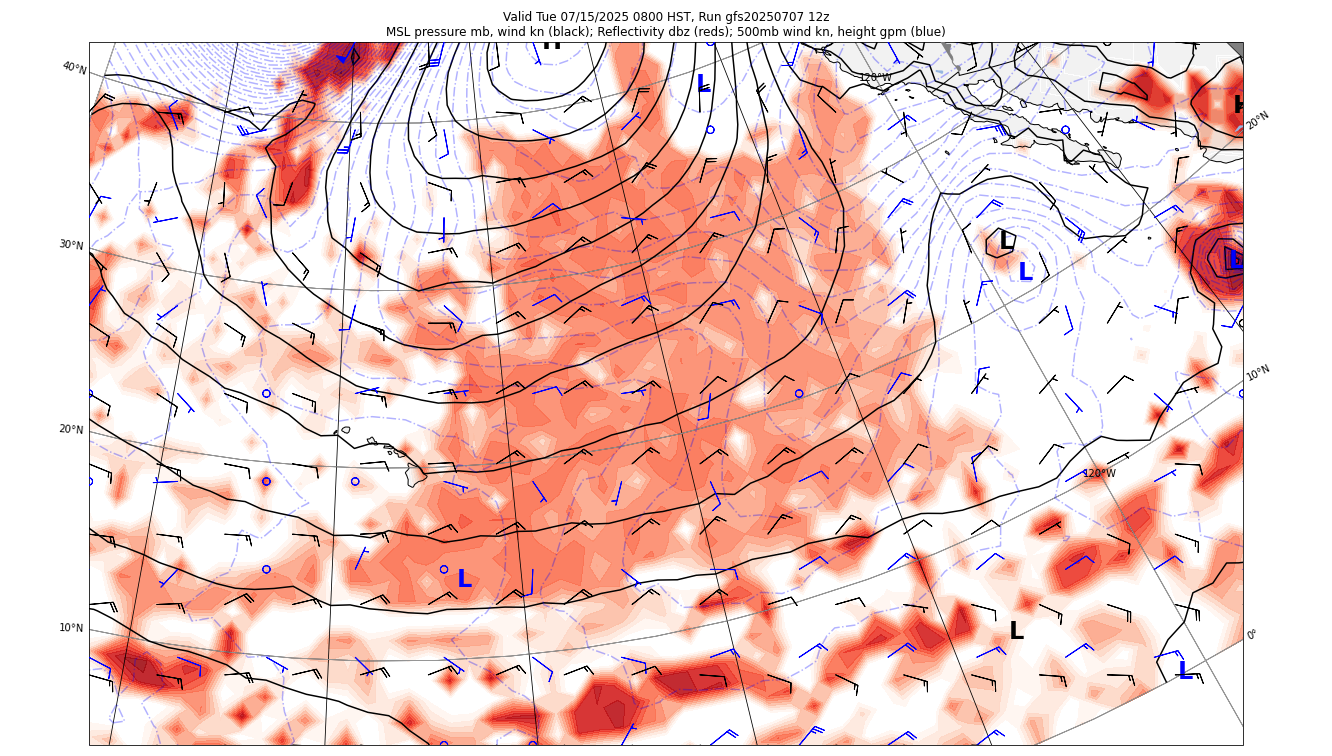 Valid Tue 07/15/2025 0800 HST, Run gfs20250707 12z
MSL pressure mb, wind kn (black); Reflectivity dbz (reds); 500mb wind kn, height gpm (blue)
H
40°N
120°W
L
H
20°N
30°N
L
L
L
10°N
20°N
120°W
L
10°N
L
0°
L